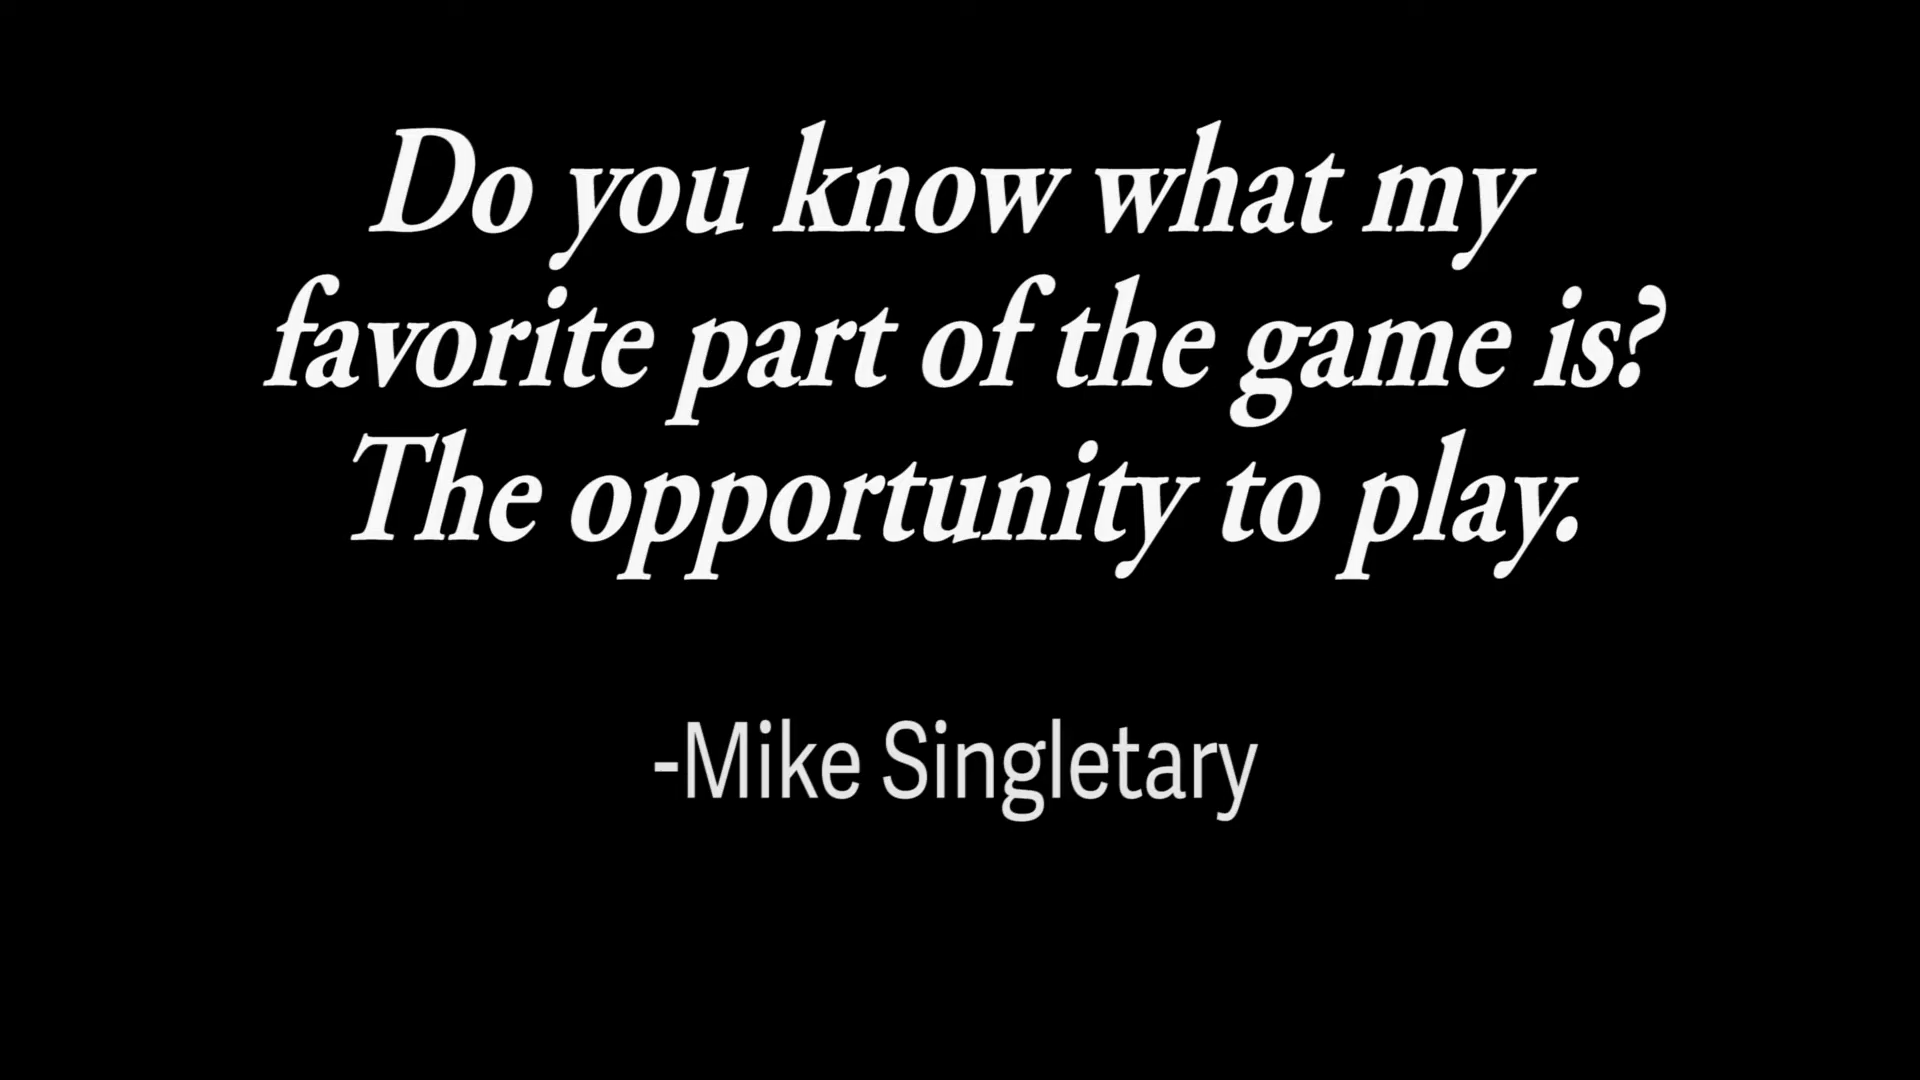 Do you know what my
favorite part of the game is?
The opportunity to play.
-Mike Singletary